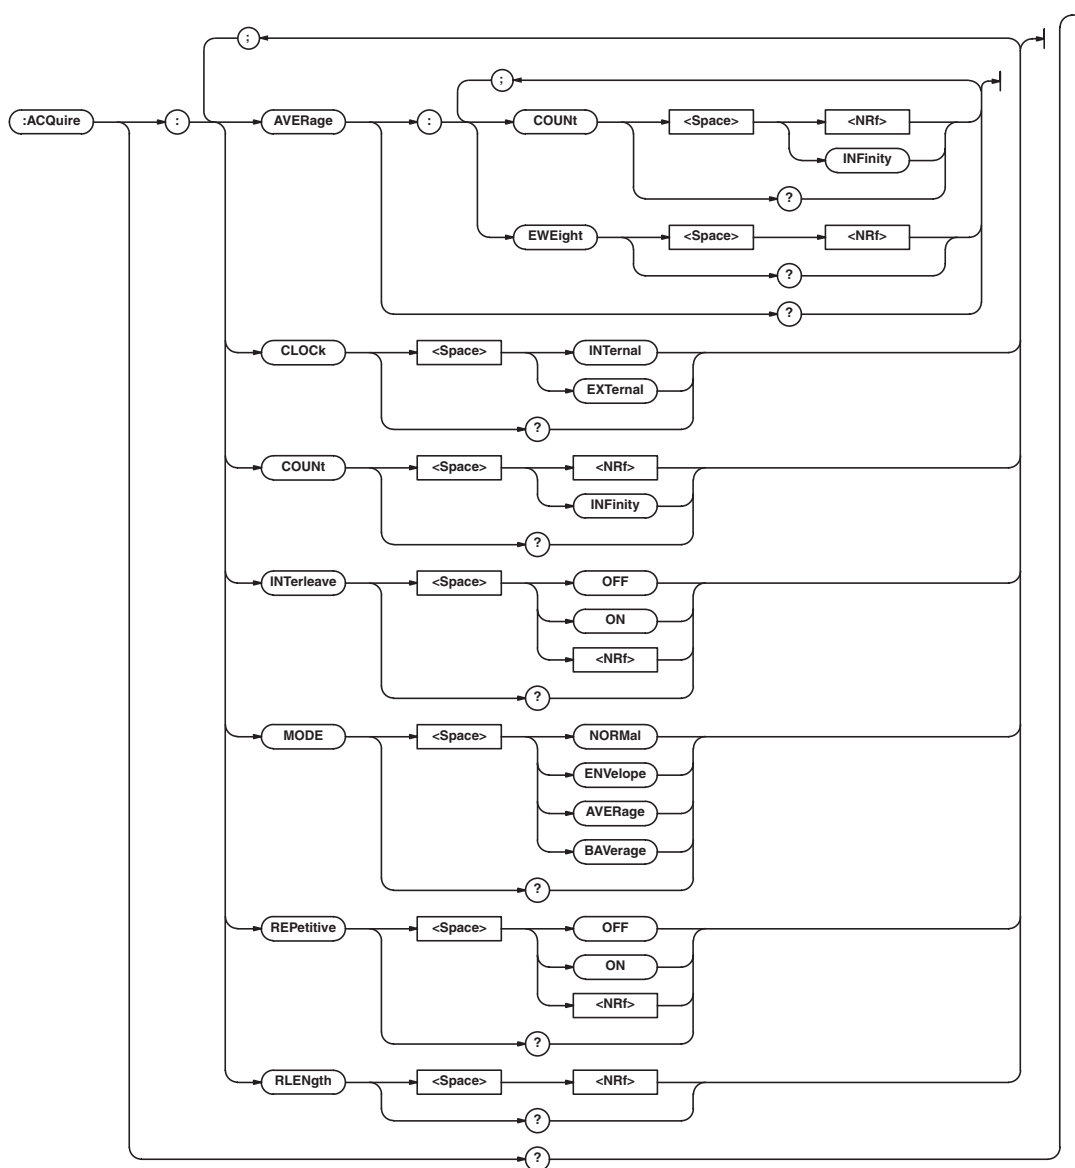 ;
;
:ACQuire : AVERage : COUNt <Space> <NRf>
INFinity
?
EWEight <Space> <NRf>
?
?
CLOCk <Space> INTernal
EXTernal
?
COUNt <Space> <NRf>
INFinity
?
INTerleave <Space> OFF
ON
<NRf>
?
MODE <Space> NORMal
ENVelope
AVERage
BAVerage
?
REPetitive <Space> OFF
ON
<NRf>
?
RLENgth <Space> <NRf>
?
?